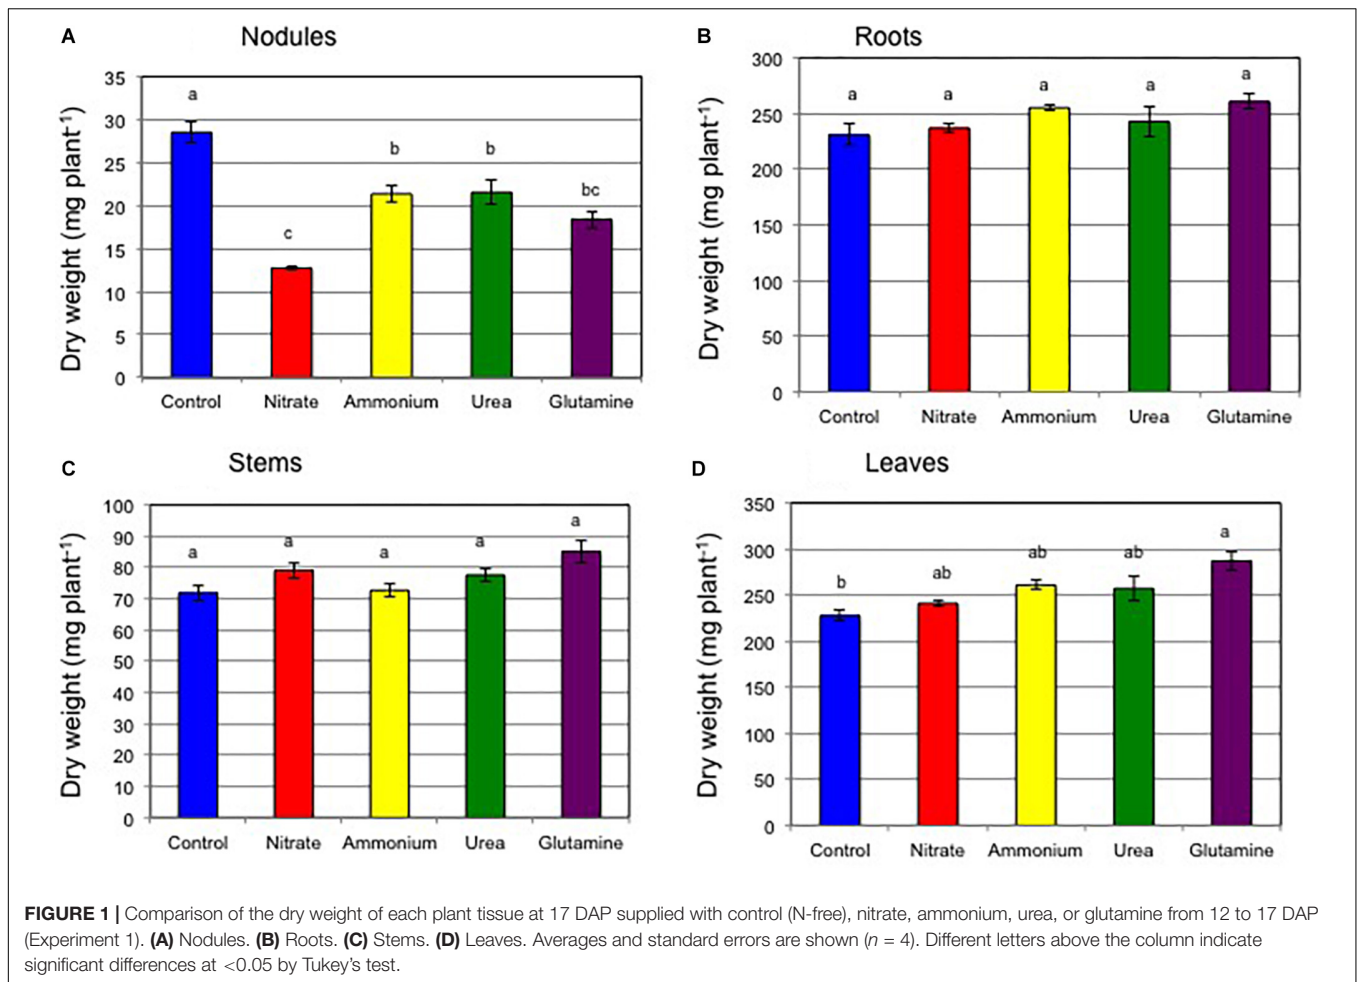 A
Nodules
Dry weight (mg plant⁻¹)
35
30
25
20
15
10
5
0
a
c
b
b
bc
Control
Nitrate
Ammonium
Urea
Glutamine
B
Roots
Dry weight (mg plant⁻¹)
300
250
200
150
100
50
0
a
a
a
a
a
Control
Nitrate
Ammonium
Urea
Glutamine
C
Stems
Dry weight (mg plant⁻¹)
100
90
80
70
60
50
40
30
20
10
0
a
a
a
a
a
Control
Nitrate
Ammonium
Urea
Glutamine
D
Leaves
Dry weight (mg plant⁻¹)
350
300
250
200
150
100
50
0
b
ab
ab
ab
a
Control
Nitrate
Ammonium
Urea
Glutamine
FIGURE 1 | Comparison of the dry weight of each plant tissue at 17 DAP supplied with control (N-free), nitrate, ammonium, urea, or glutamine from 12 to 17 DAP
(Experiment 1). (A) Nodules. (B) Roots. (C) Stems. (D) Leaves. Averages and standard errors are shown (n = 4). Different letters above the column indicate
significant differences at <0.05 by Tukey's test.